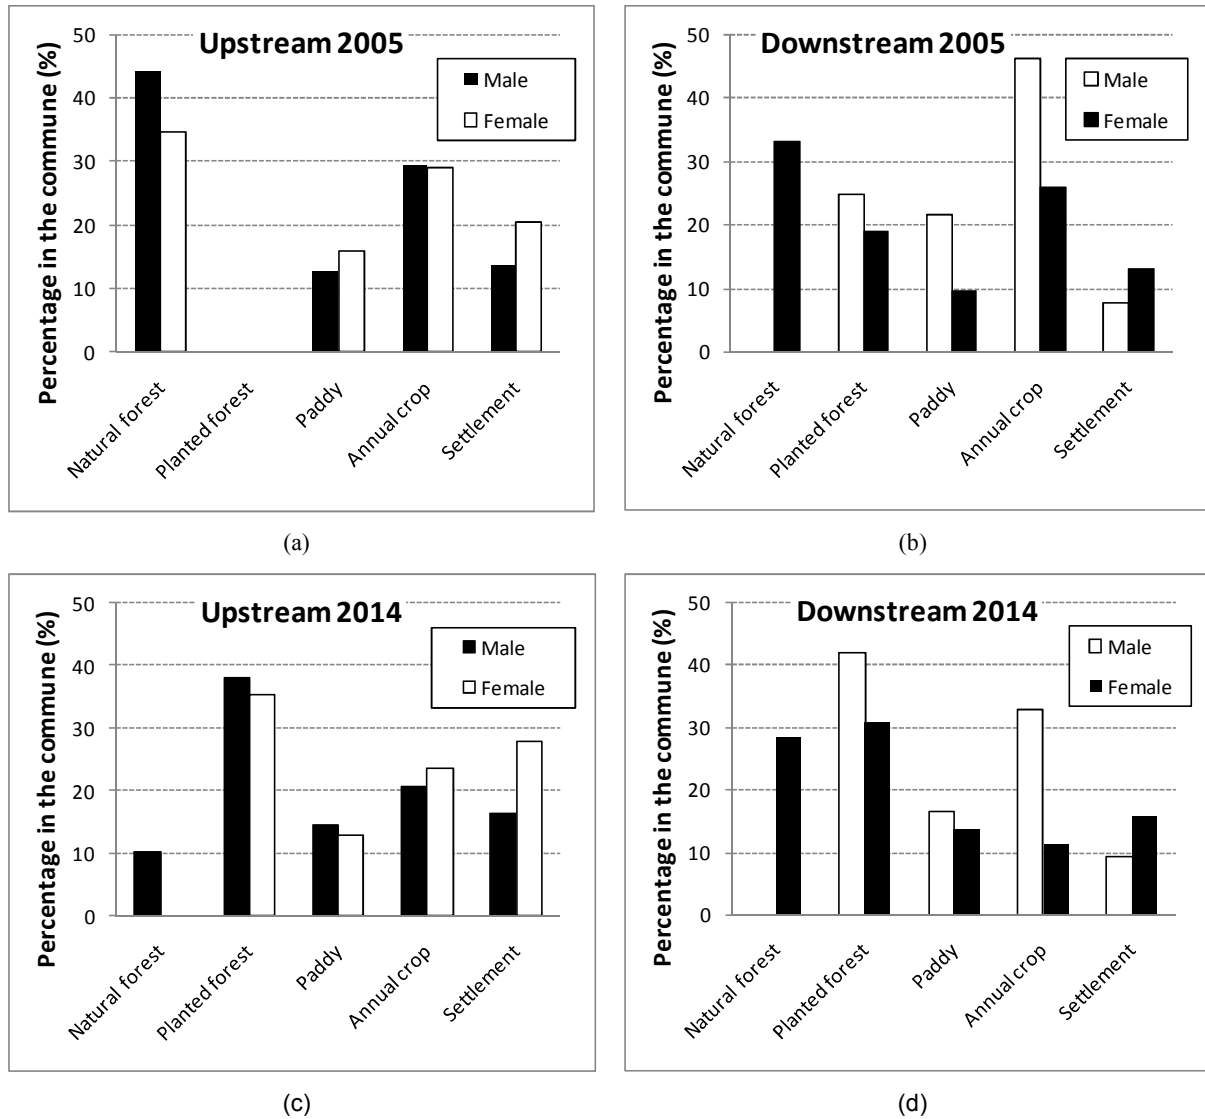 Upstream 2005
Percentage in the commune (%)
50
40
30
20
10
0
Male
Female
Natural forest
Planted forest
Paddy
Annual crop
Settlement
(a)
Downstream 2005
Percentage in the commune (%)
50
40
30
20
10
0
Male
Female
Natural forest
Planted forest
Paddy
Annual crop
Settlement
(b)
Upstream 2014
Percentage in the commune (%)
50
40
30
20
10
0
Male
Female
Natural forest
Planted forest
Paddy
Annual crop
Settlement
(c)
Downstream 2014
Percentage in the commune (%)
50
40
30
20
10
0
Male
Female
Natural forest
Planted forest
Paddy
Annual crop
Settlement
(d)